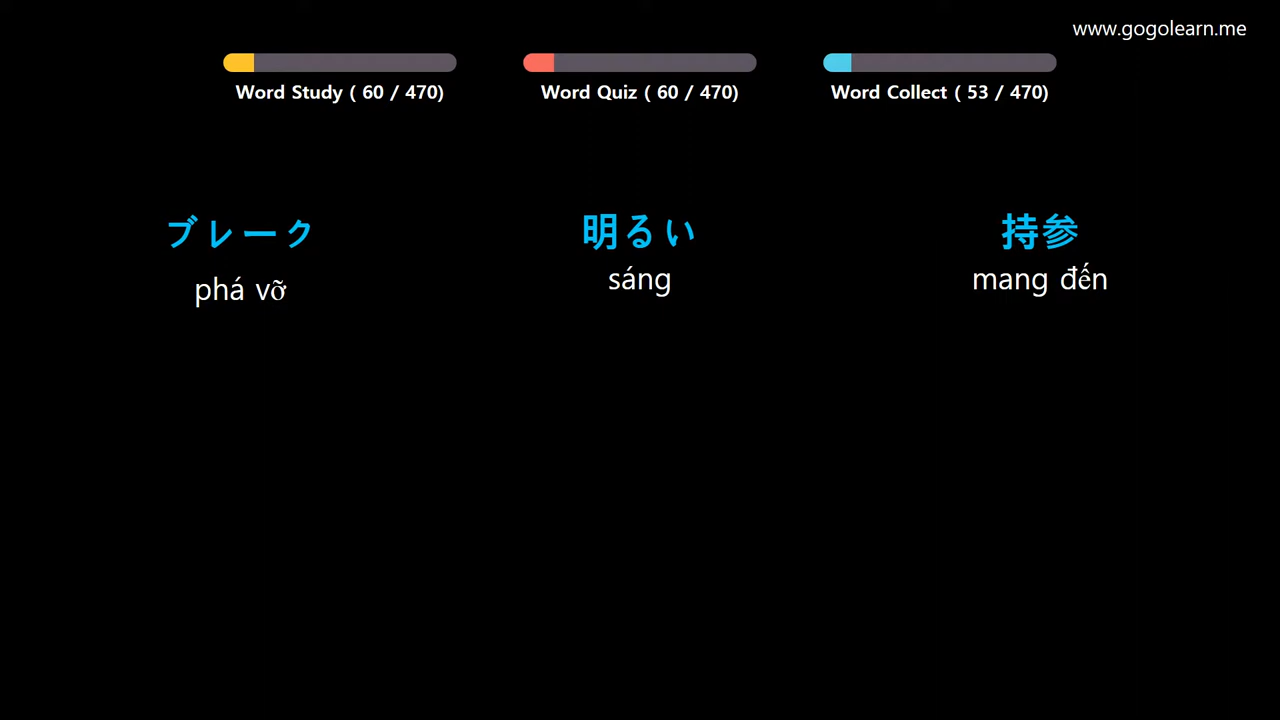 www.gogolearn.me
Word Study ( 60 / 470)
Word Quiz ( 60 / 470)
Word Collect ( 53 / 470)
ブレーク
phá vỡ
明るい
sáng
持参
mang đến